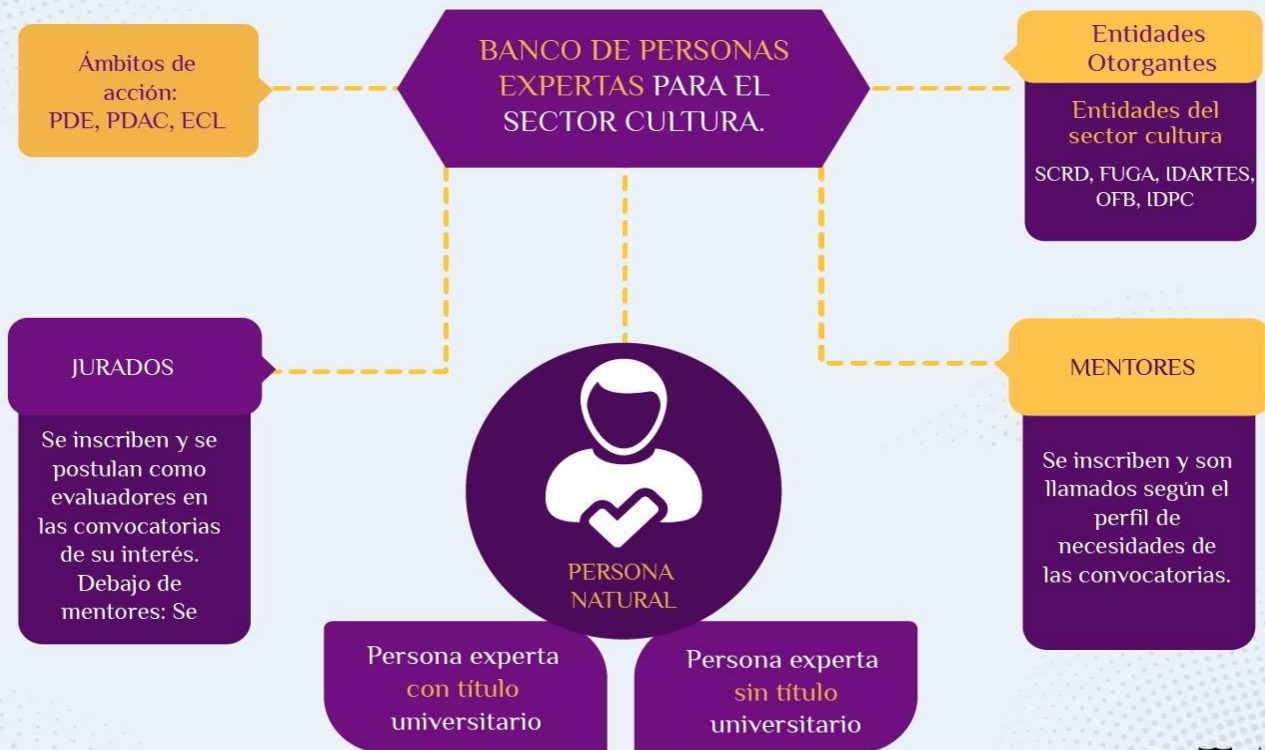 Ámbitos de
acción:
PDE, PDAC, ECL
BANCO DE PERSONAS
EXPERTAS PARA EL
SECTOR CULTURA.
Entidades
Otorgantes
Entidades del
sector cultura
SCRD, FUGA, IDARTES,
OFB, IDPC
JURADOS
Se inscriben y se
postulan como
evaluadores en
las convocatorias
de su interés.
Debajo de
mentores: Se
MENTORES
Se inscriben y son
llamados según el
perfil de
necesidades de
las convocatorias.
PERSONA
NATURAL
Persona experta
con título
universitario
Persona experta
sin título
universitario